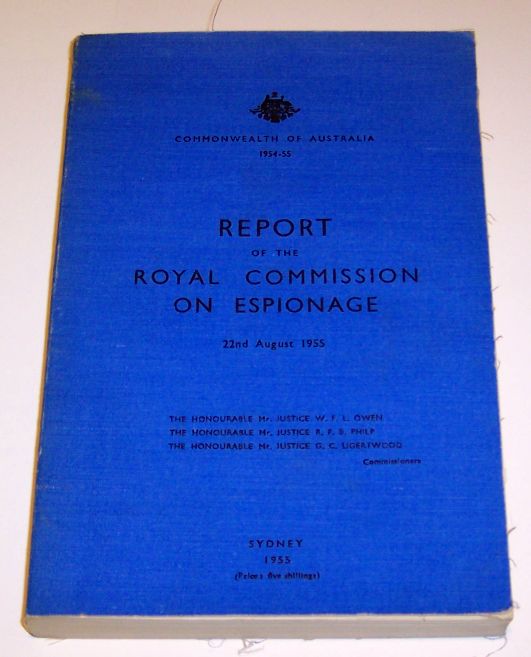 COMMONWEALTH OF AUSTRALIA
1954-55
REPORT
OF THE
ROYAL COMMISSION
ON ESPIONAGE
22nd August 1955
THE HONOURABLE Mr. JUSTICE W. F. L. OWEN
THE HONOURABLE Mr. JUSTICE R. F. B. PHILP
THE HONOURABLE Mr. JUSTICE G. C. LIGERTWOOD
Commissioners
SYDNEY
1955
(Price: five shillings)